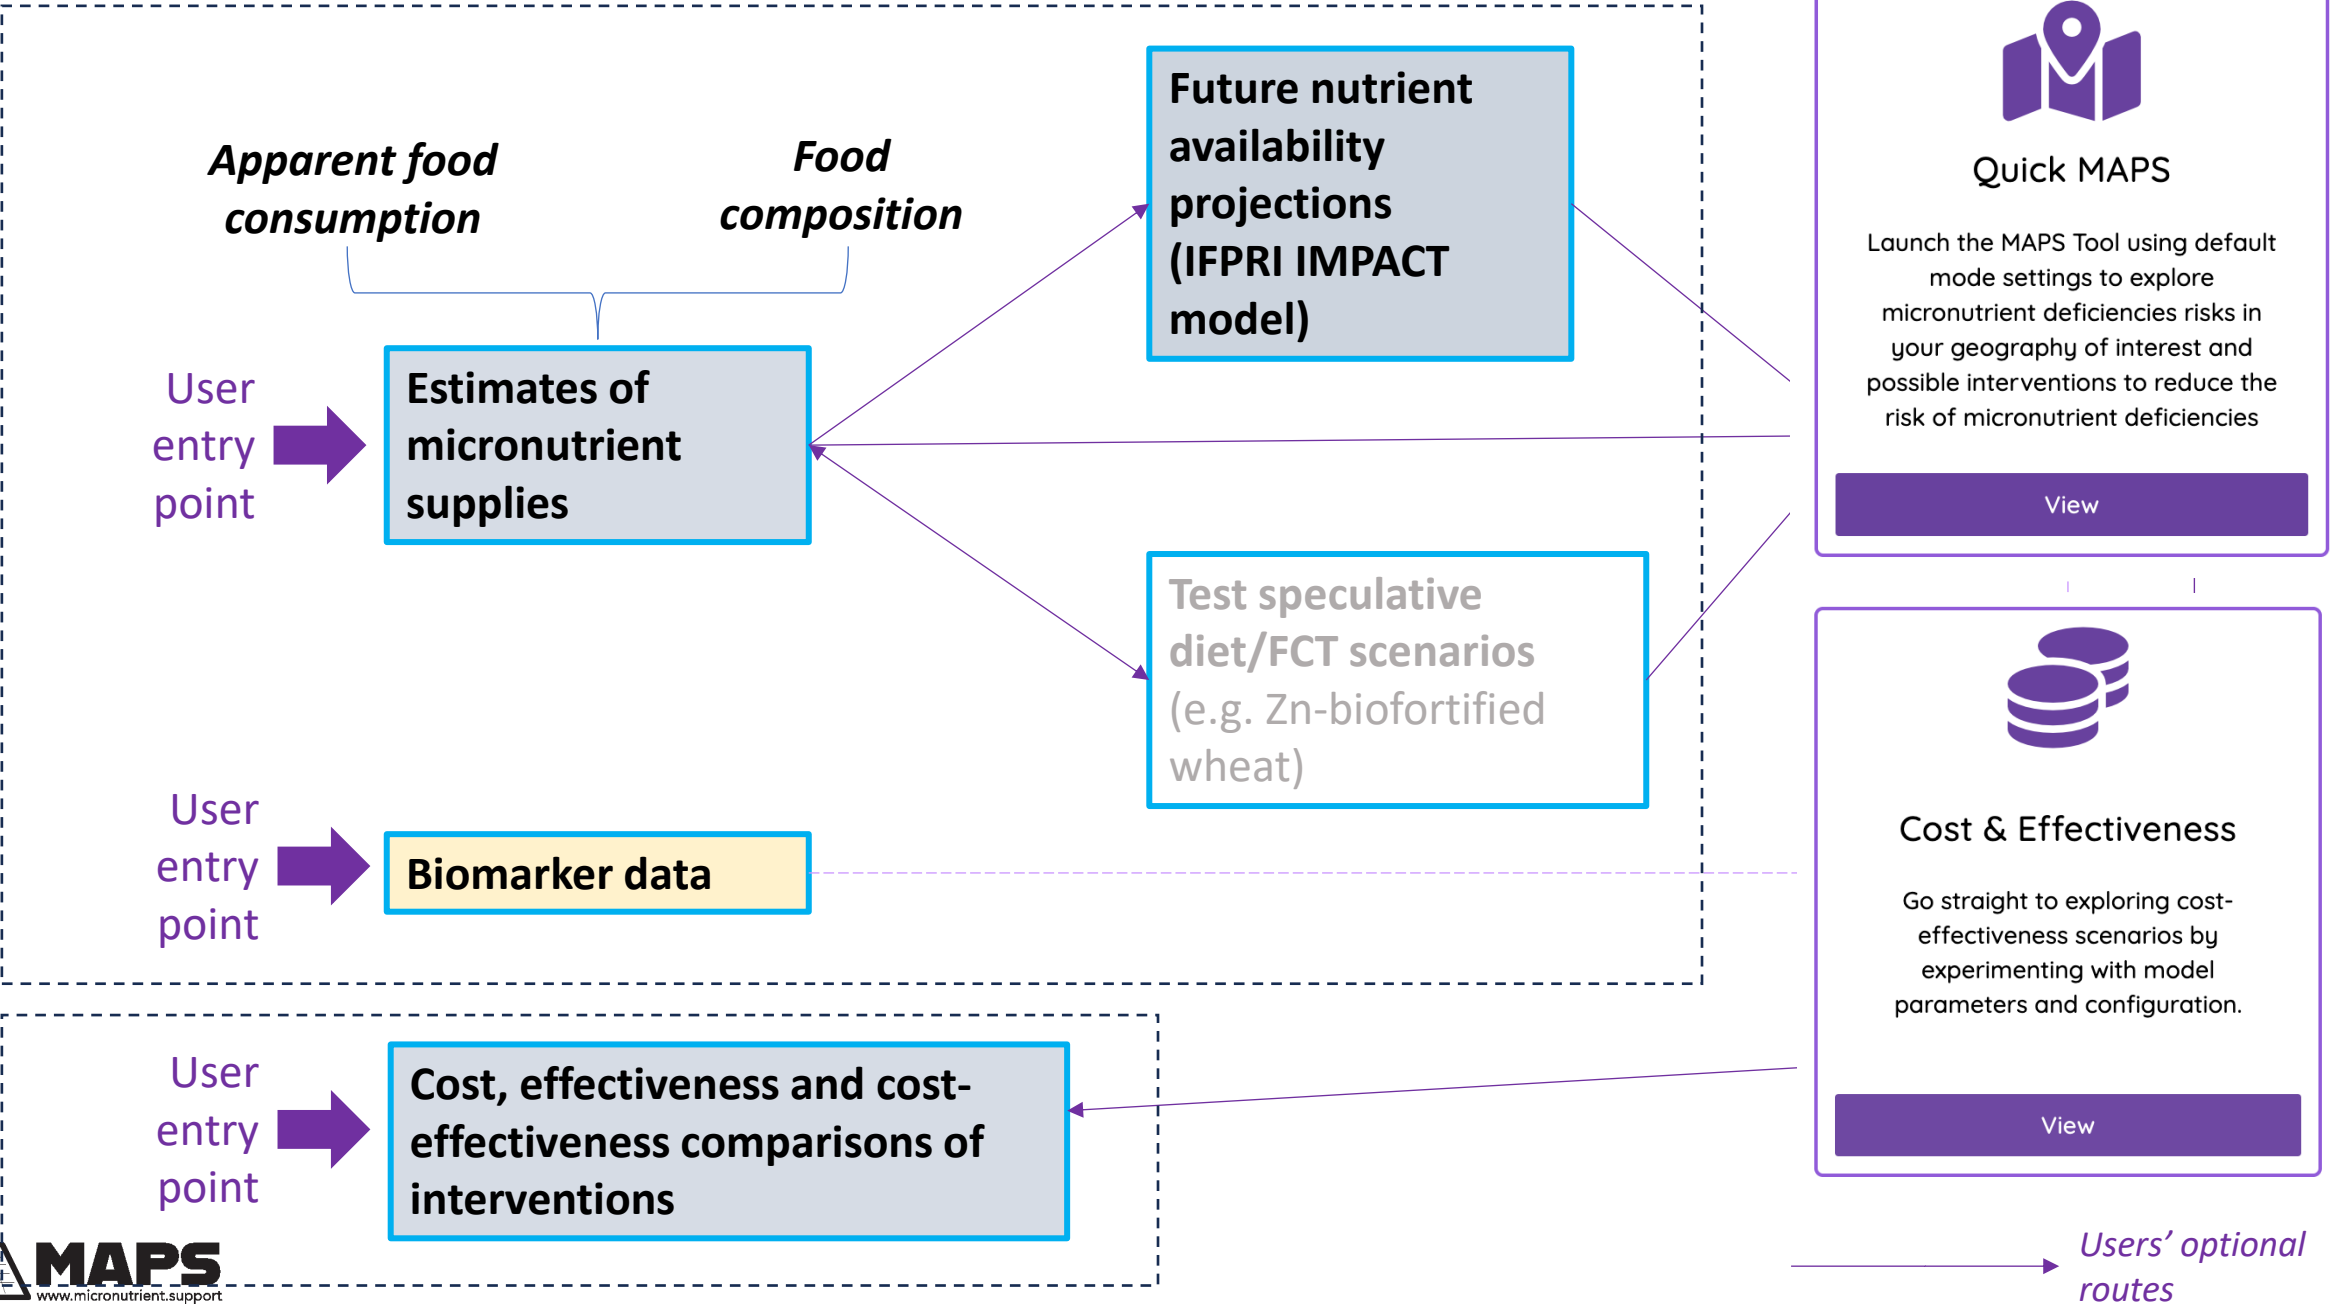 Apparent food
consumption
Food
composition
Future nutrient
availability
projections
(IFPRI IMPACT
model)
User
entry
point
Estimates of
micronutrient
supplies
Test speculative
diet/FCT scenarios
(e.g. Zn-biofortified
wheat)
User
entry
point
Biomarker data
User
entry
point
Cost, effectiveness and cost-
effectiveness comparisons of
interventions
Quick MAPS
Launch the MAPS Tool using default
mode settings to explore
micronutrient deficiencies risks in
your geography of interest and
possible interventions to reduce the
risk of micronutrient deficiencies
View
Cost & Effectiveness
Go straight to exploring cost-
effectiveness scenarios by
experimenting with model
parameters and configuration.
View
Users’ optional
routes
MAPS
www.micronutrient.support